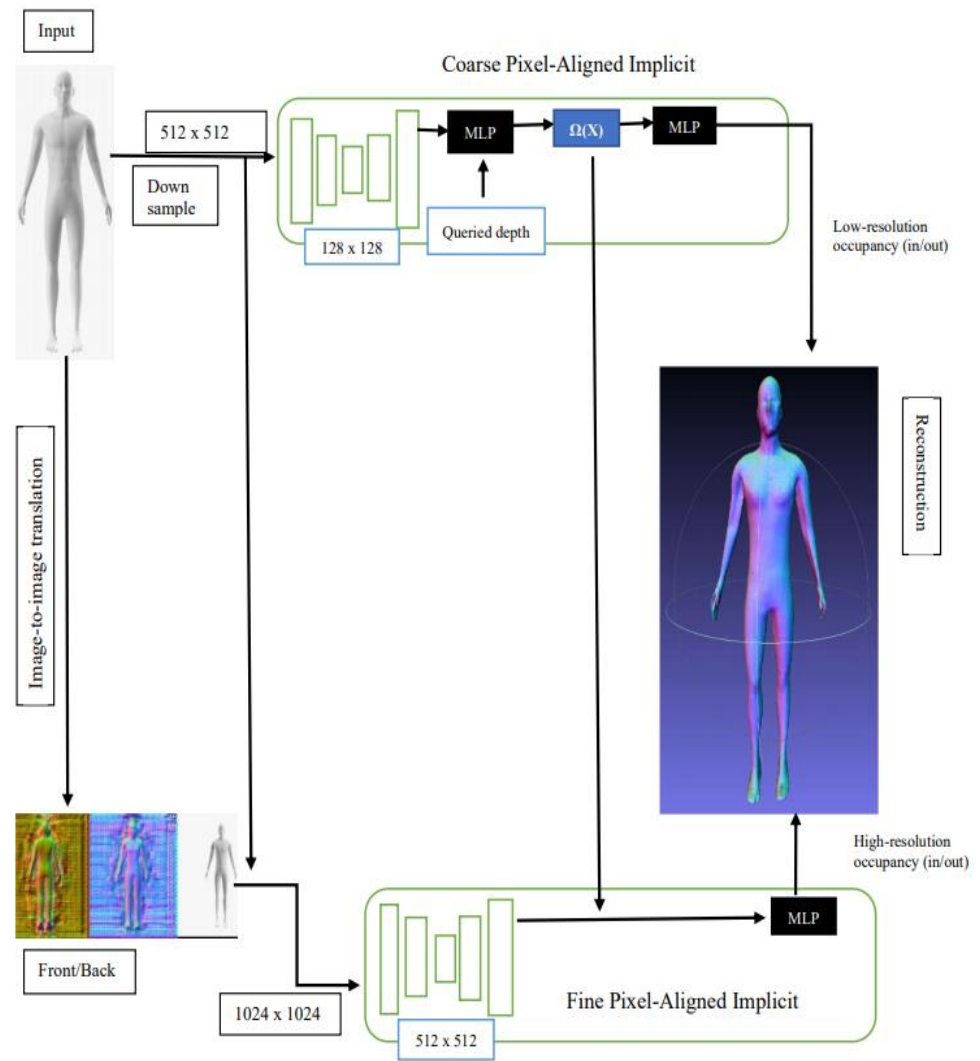 Input
Coarse Pixel-Aligned Implicit
512 x 512
Down
sample
MLP
Ω(X)
MLP
Queried depth
128 x 128
Low-resolution
occupancy (in/out)
Image-to-image translation
Reconstruction
High-resolution
occupancy (in/out)
MLP
Front/Back
1024 x 1024
Fine Pixel-Aligned Implicit
512 x 512